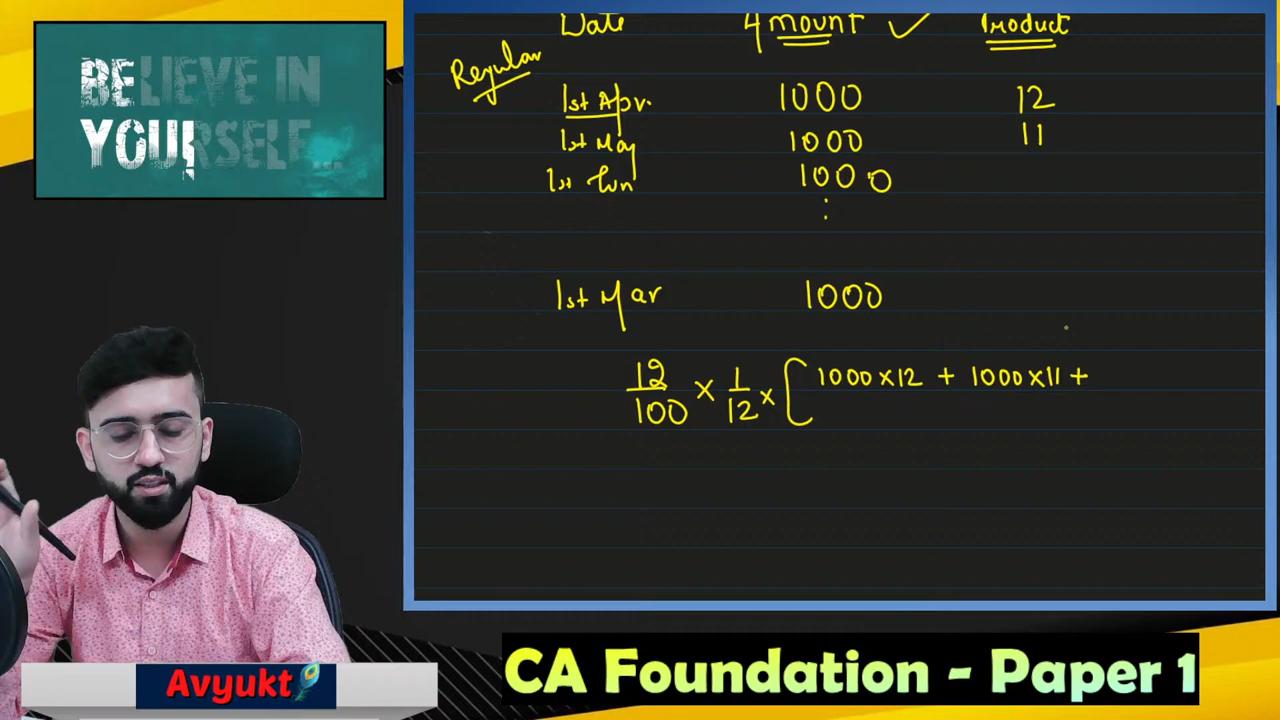 BELIEVE IN
YOURSELF...
Date Amount ✓ Product
Regular
1st Apr. 1000 12
1st May 1000 11
1st Jun 1000
⋮
1st Mar 1000
12/100 × 1/12 × [ 1000×12 + 1000×11 +
Avyukt
CA Foundation - Paper 1